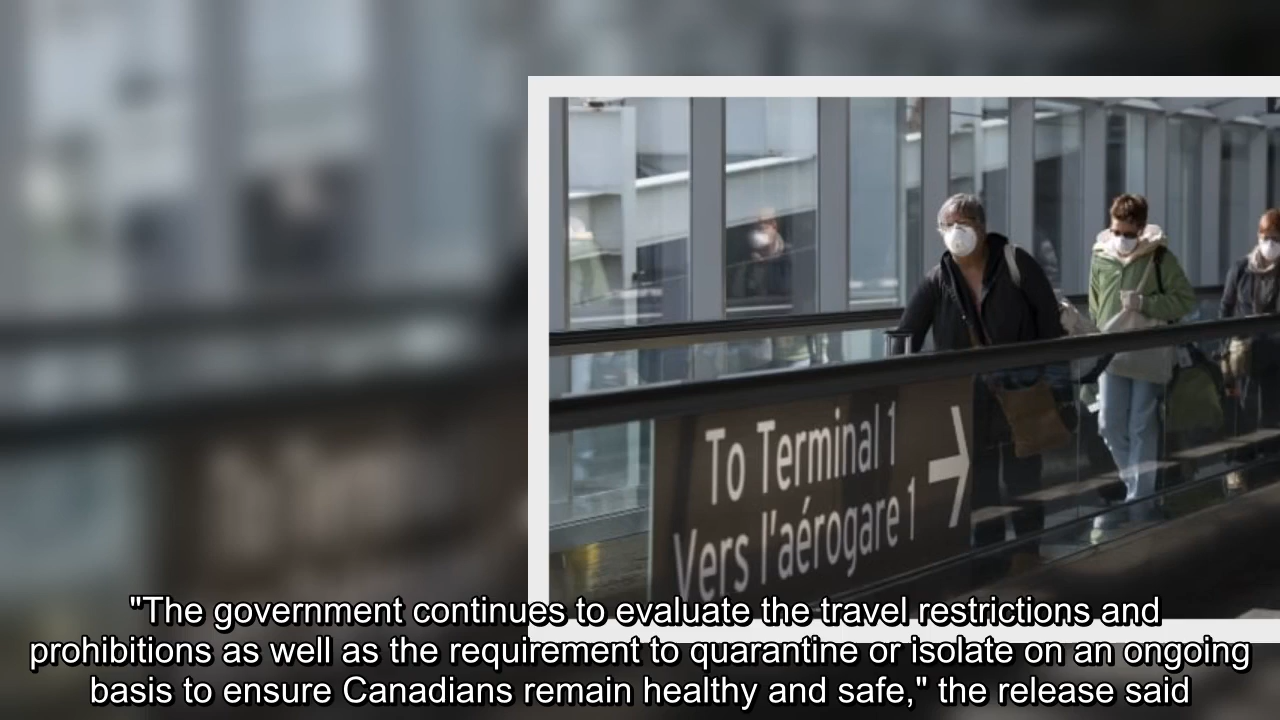 To Terminal 1
Vers l'aérogare 1
"The government continues to evaluate the travel restrictions and
prohibitions as well as the requirement to quarantine or isolate on an ongoing
basis to ensure Canadians remain healthy and safe," the release said